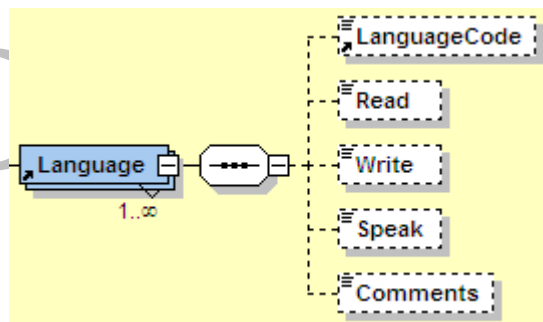 LanguageCode
Read
Language
Write
1..∞
Speak
Comments